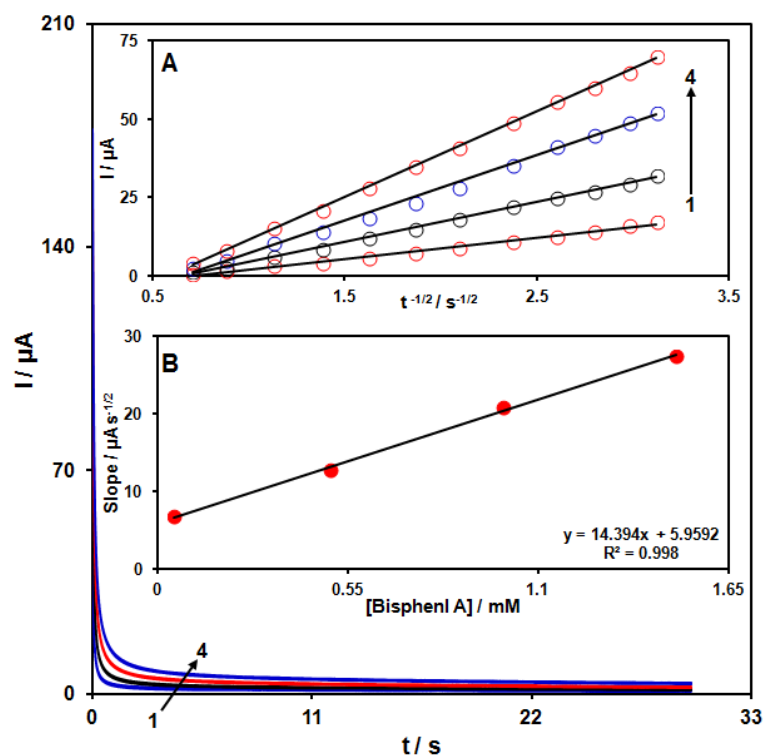 210
140
70
0
I / µA
0
11
22
33
t / s
4
1
A
75
50
25
0
I / µA
0.5
1.5
2.5
3.5
t -1/2 / s-1/2
4
1
B
30
20
10
0
Slope / µA s-1/2
0
0.55
1.1
1.65
[Bisphenl A] / mM
y = 14.394x + 5.9592
R² = 0.998